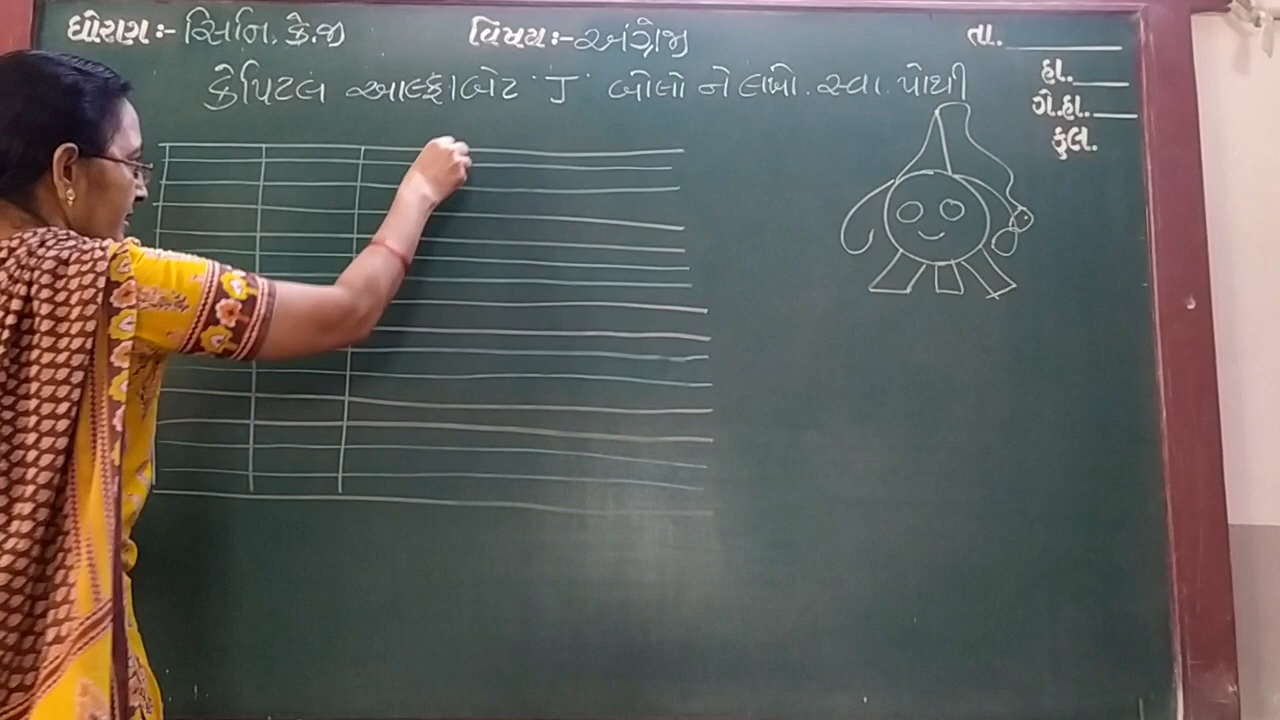 ધોરણ :- સિનિ. કે.જી
વિષય :- અંગ્રેજી
તા.
કેપિટલ આલ્ફાબેટ 'J' બોલો ને લખો. સ્વા. પોથી
હા.
ગે.હા.
કુલ.